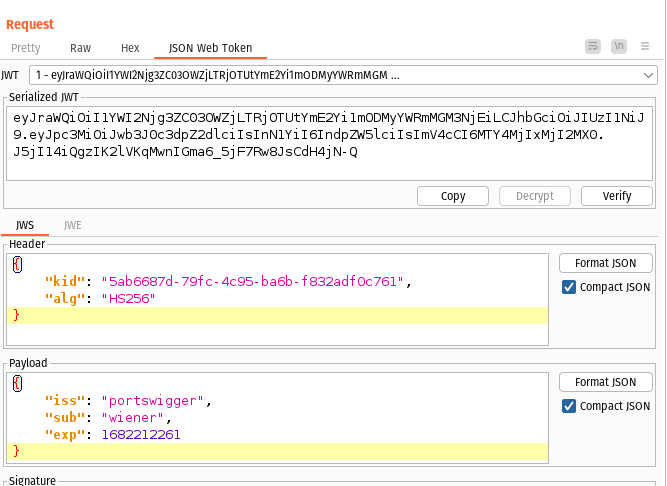 Request
Pretty Raw Hex JSON Web Token
\n
JWT 1 - eyJraWQiOiI1YWI2Njg3ZC03OWZjLTRjOTUtYmE2Yi1mODMyYWRmMGM ...
Serialized JWT
eyJraWQiOiI1YWI2Njg3ZC03OWZjLTRjOTUtYmE2Yi1mODMyYWRmMGM3NjEiLCJhbGciOiJIUzI1NiJ
9.eyJpc3MiOiJwb3J0c3dpZ2dlciIsInN1YiI6IndpZW5lciIsImV4cCI6MTY4MjIxMjI2MX0.
J5jI14iQgzIK2lVKqMwnIGma6_5jF7Rw8JsCdH4jN-Q
Copy Decrypt Verify
JWS JWE
Header
{ Format JSON
"kid": "5ab6687d-79fc-4c95-ba6b-f832adf0c761", Compact JSON
"alg": "HS256"
}
Payload
{ Format JSON
"iss": "portswigger", Compact JSON
"sub": "wiener",
"exp": 1682212261
}
Signature